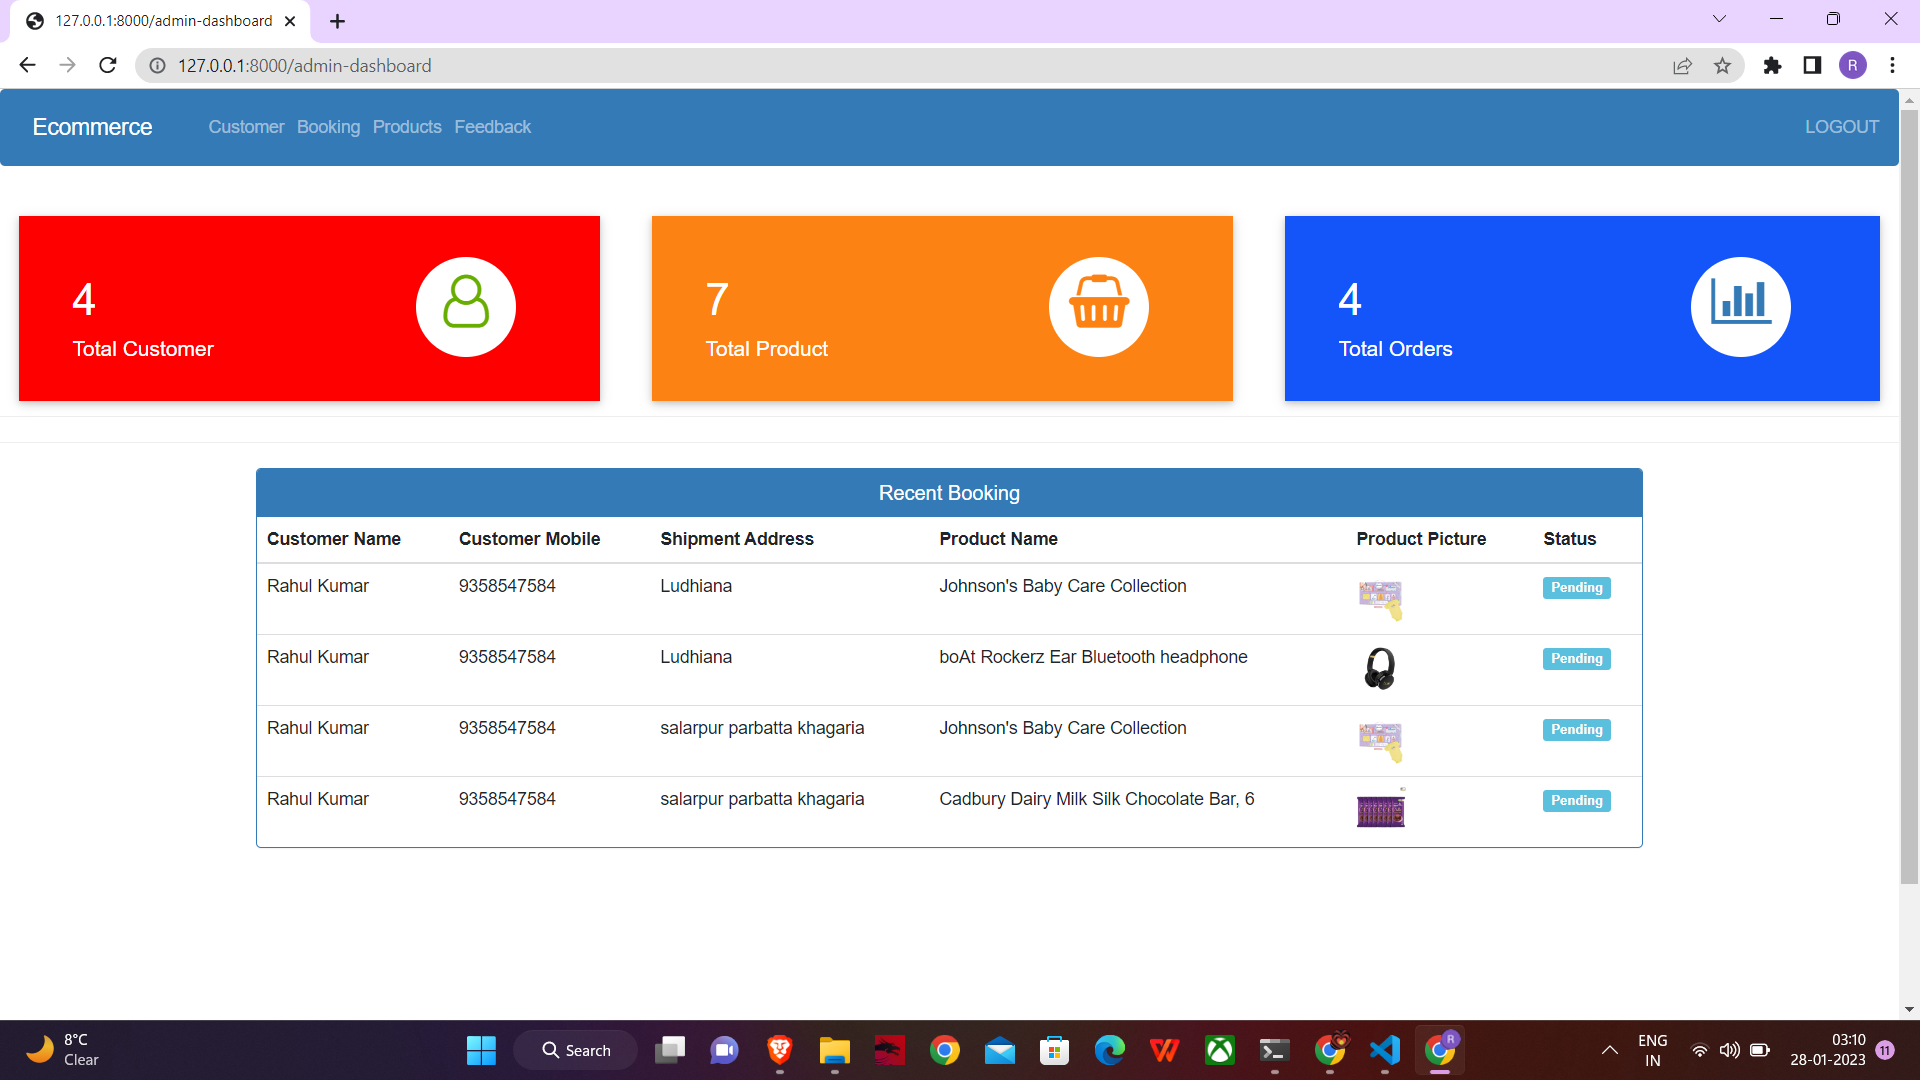 127.0.0.1:8000/admin-dashboard
127.0.0.1:8000/admin-dashboard
R
Ecommerce Customer Booking Products Feedback LOGOUT
4
Total Customer
7
Total Product
4
Total Orders
Recent Booking
Customer Name Customer Mobile Shipment Address Product Name Product Picture Status
Rahul Kumar 9358547584 Ludhiana Johnson's Baby Care Collection Pending
Rahul Kumar 9358547584 Ludhiana boAt Rockerz Ear Bluetooth headphone Pending
Rahul Kumar 9358547584 salarpur parbatta khagaria Johnson's Baby Care Collection Pending
Rahul Kumar 9358547584 salarpur parbatta khagaria Cadbury Dairy Milk Silk Chocolate Bar, 6 Pending
8°C
Clear
Search
R
ENG
IN
03:10
28-01-2023
11